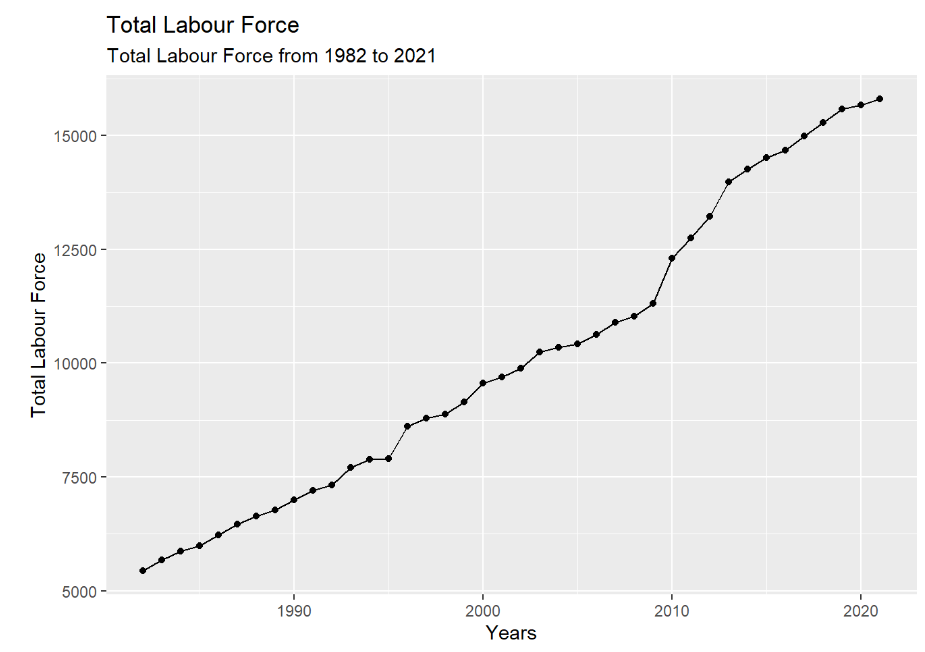 Total Labour Force
Total Labour Force from 1982 to 2021
Total Labour Force
15000
12500
10000
7500
5000
1990
2000
2010
2020
Years